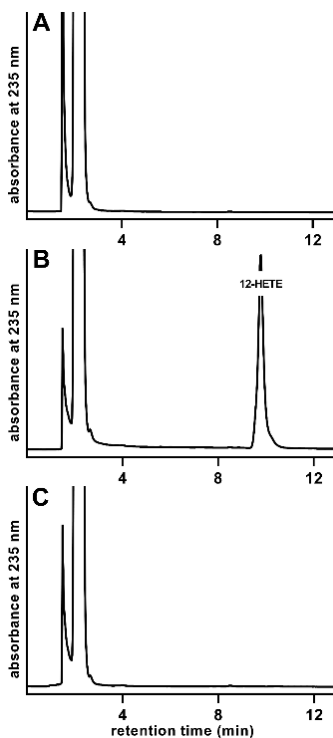 A
absorbance at 235 nm
4 8 12
B
absorbance at 235 nm
12-HETE
4 8 12
C
absorbance at 235 nm
4 8 12
retention time (min)